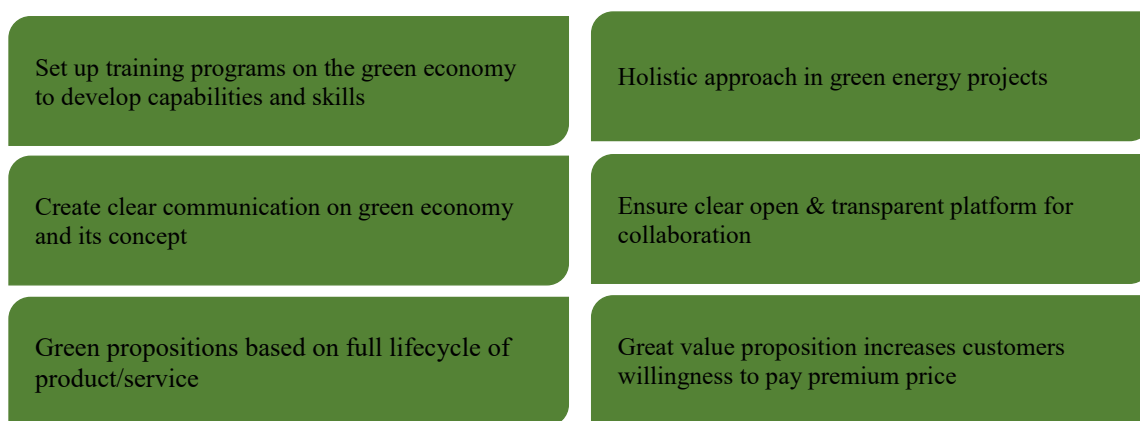 Set up training programs on the green economy
to develop capabilities and skills
Holistic approach in green energy projects
Create clear communication on green economy
and its concept
Ensure clear open & transparent platform for
collaboration
Green propositions based on full lifecycle of
product/service
Great value proposition increases customers
willingness to pay premium price